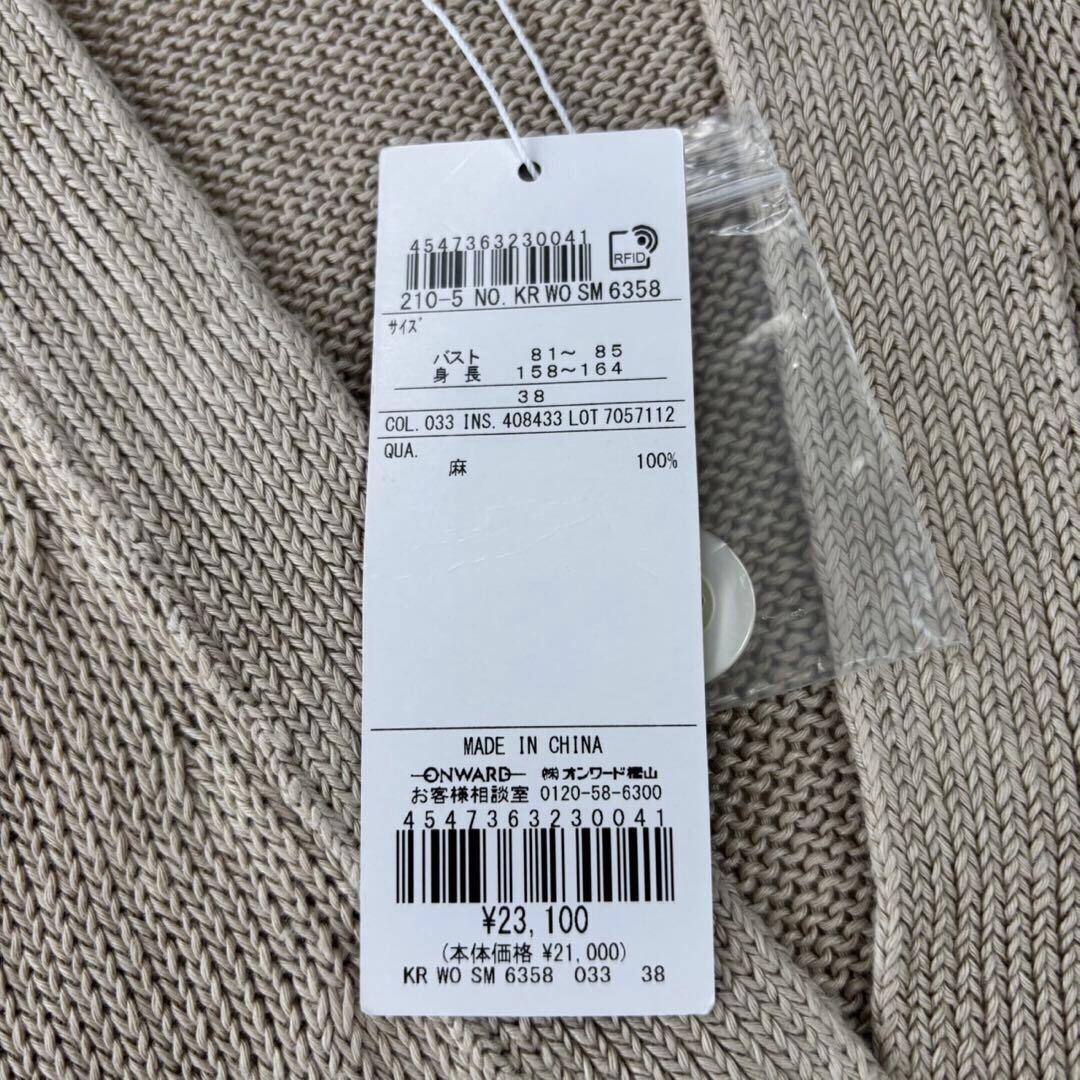 4547363230041
RFID
210-5 NO. KR WO SM 6358
サイズ
バスト 81～ 85
身長 158～164
38
COL. 033 INS. 408433 LOT 7057112
QUA.
麻 100%
MADE IN CHINA
ONWARD ㈱オンワード樫山
お客様相談室 0120-58-6300
4547363230041
¥23,100
(本体価格 ¥21,000)
KR WO SM 6358 033 38